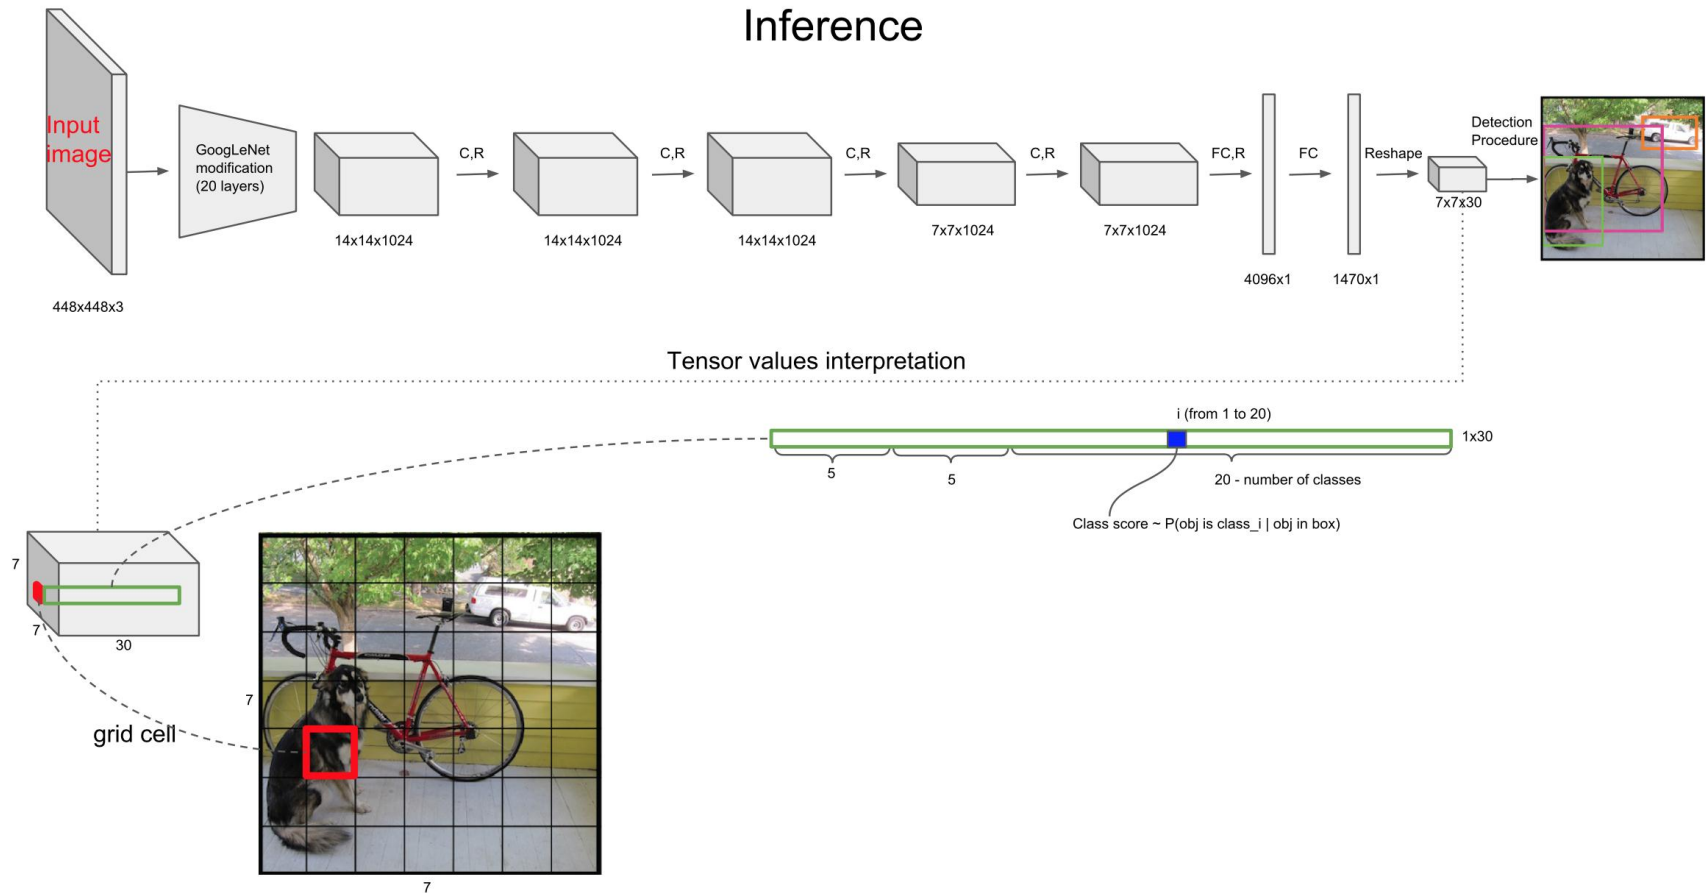 Inference
Input
image
448x448x3
GoogLeNet
modification
(20 layers)
14x14x1024
C,R
14x14x1024
C,R
14x14x1024
C,R
7x7x1024
C,R
7x7x1024
FC,R
4096x1
FC
1470x1
Reshape
7x7x30
Detection
Procedure
Tensor values interpretation
i (from 1 to 20)
1x30
5
5
20 - number of classes
Class score ~ P(obj is class_i | obj in box)
7
7
30
grid cell
7
7